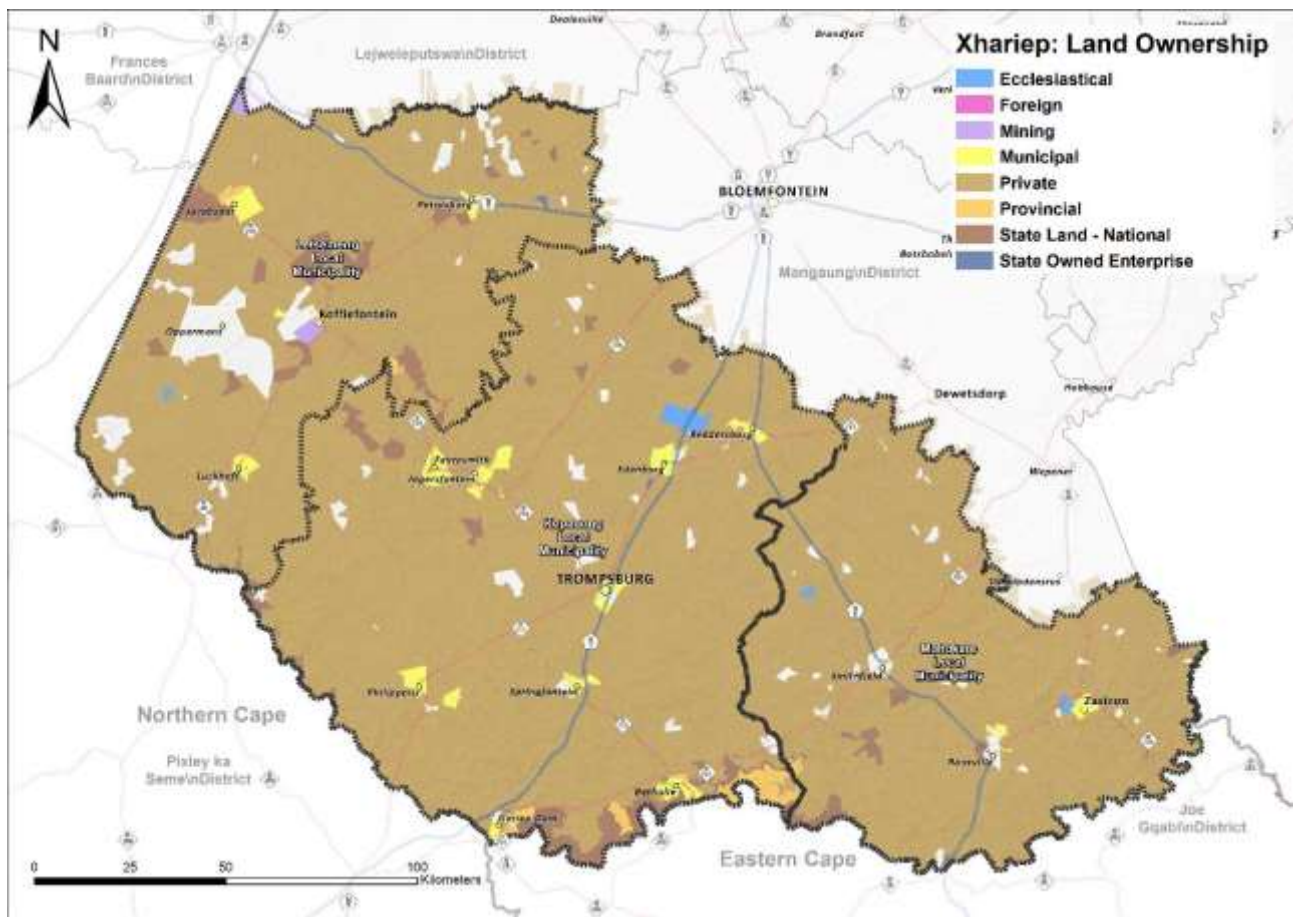 N
Dealesville
Brandfort
Frances
Baard\nDistrict
Lejweleputswa\nDistrict
Xhariep: Land Ownership
Ecclesiastical
Foreign
Mining
Municipal
Private
Provincial
State Land - National
State Owned Enterprise
BLOEMFONTEIN
Mangaung\nDistrict
Petrusburg
Jacobsdal
Letsemeng
Local
Municipality
Koffiefontein
Oppermans
Dewetsdorp
Hobhouse
Wepener
Reddersburg
Edenburg
Fauresmith
Jagersfontein
Luckhoff
Kopanong
Local
Municipality
TROMPSBURG
Mohokare
Local
Municipality
Smithfield
Zastron
Rouxville
Philippolis
Springfontein
Bethulie
Gariep Dam
Northern Cape
Pixley ka
Seme\nDistrict
Eastern Cape
Joe
Gqabi\nDistrict
0
50
100
Kilometers